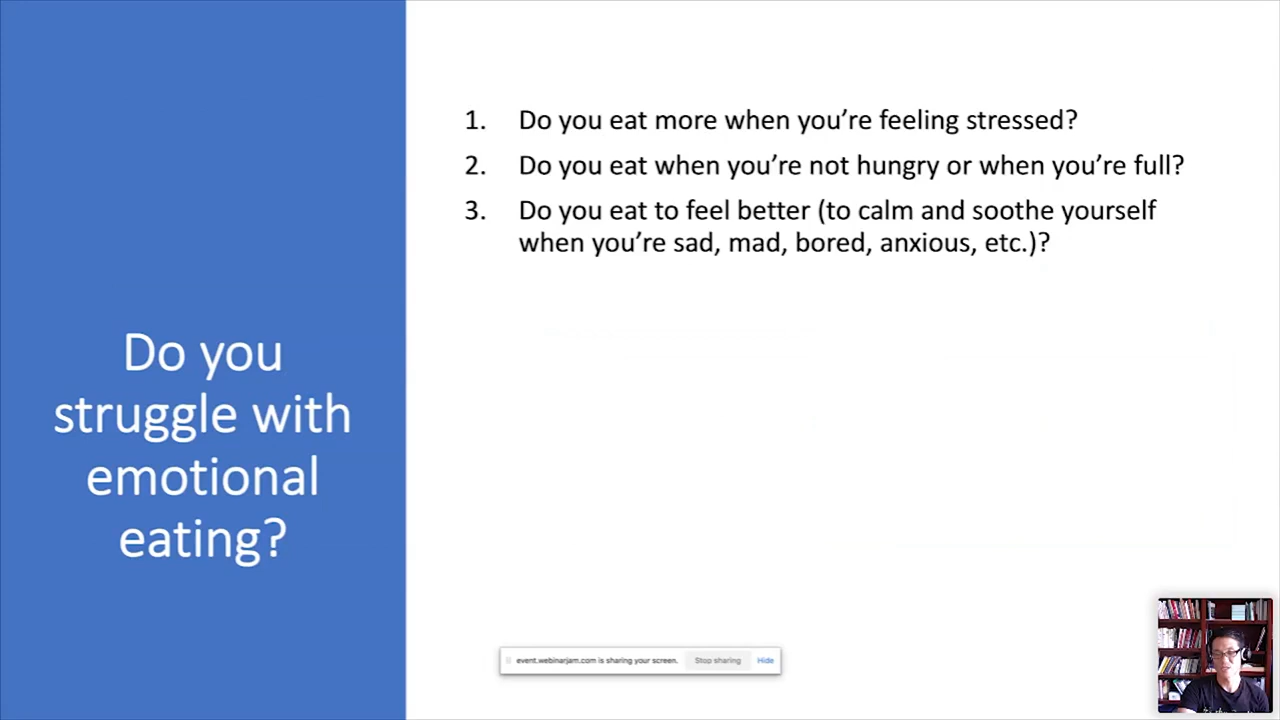 Do you
struggle with
emotional
eating?
1. Do you eat more when you’re feeling stressed?
2. Do you eat when you’re not hungry or when you’re full?
3. Do you eat to feel better (to calm and soothe yourself
when you’re sad, mad, bored, anxious, etc.)?
event.webinarjam.com is sharing your screen. Stop sharing Hide